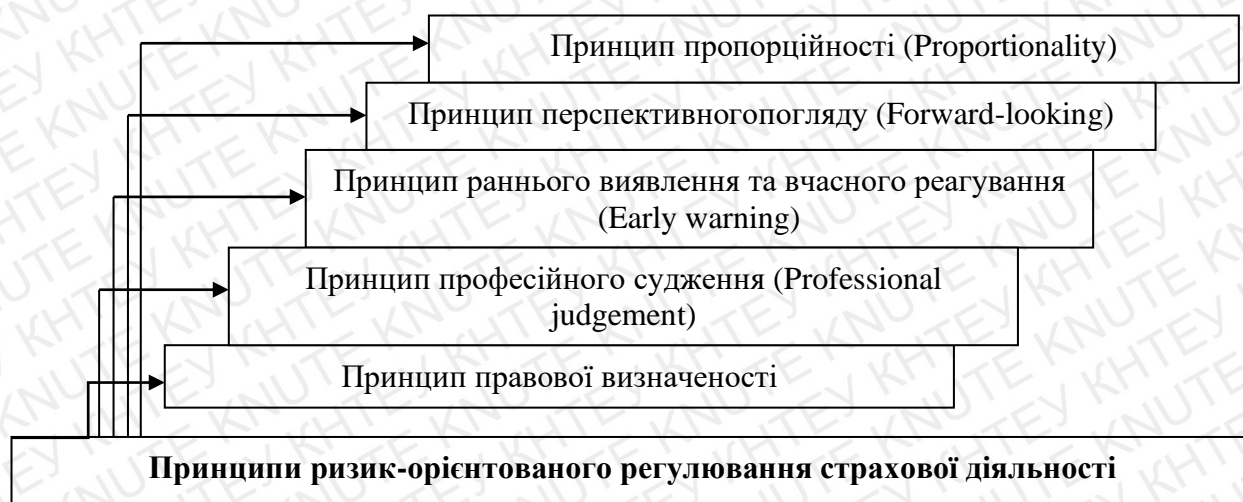 Принцип пропорційності (Proportionality)
Принцип перспективногопогляду (Forward-looking)
Принцип раннього виявлення та вчасного реагування
(Early warning)
Принцип професійного судження (Professional
judgement)
Принцип правової визначеності
Принципи ризик-орієнтованого регулювання страхової діяльності